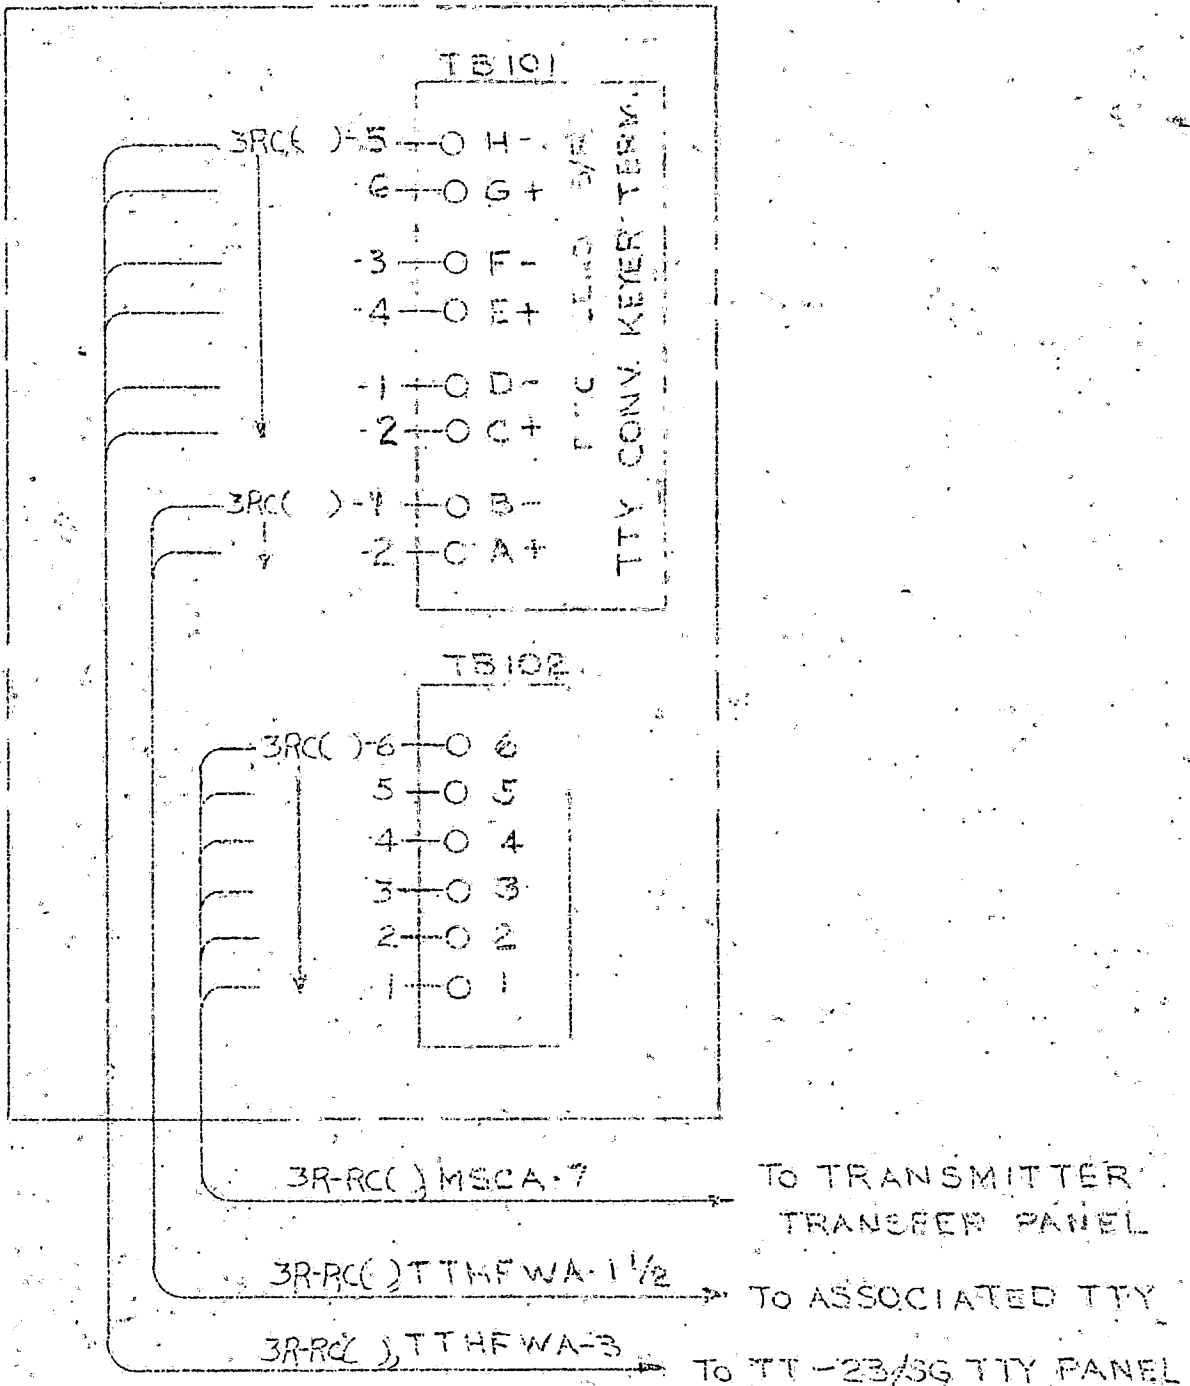 TB101
3RC( )-5 H-
6 G+
-3 F-
-4 E+
-1 D-
-2 C+
3RC( )-1 B-
-2 A+
TTY CONV. KEYER TERM.
TB102
3RC( )-6 6
5 5
4 4
3 3
2 2
1 1
3R-RC( )MSCA-7 TO TRANSMITTER
TRANSFER PANEL
3R-RC( )TTHFWA-1 1/2 TO ASSOCIATED TTY
3R-RC( ),TTHFWA-3 TO TT-23/SG TTY PANEL